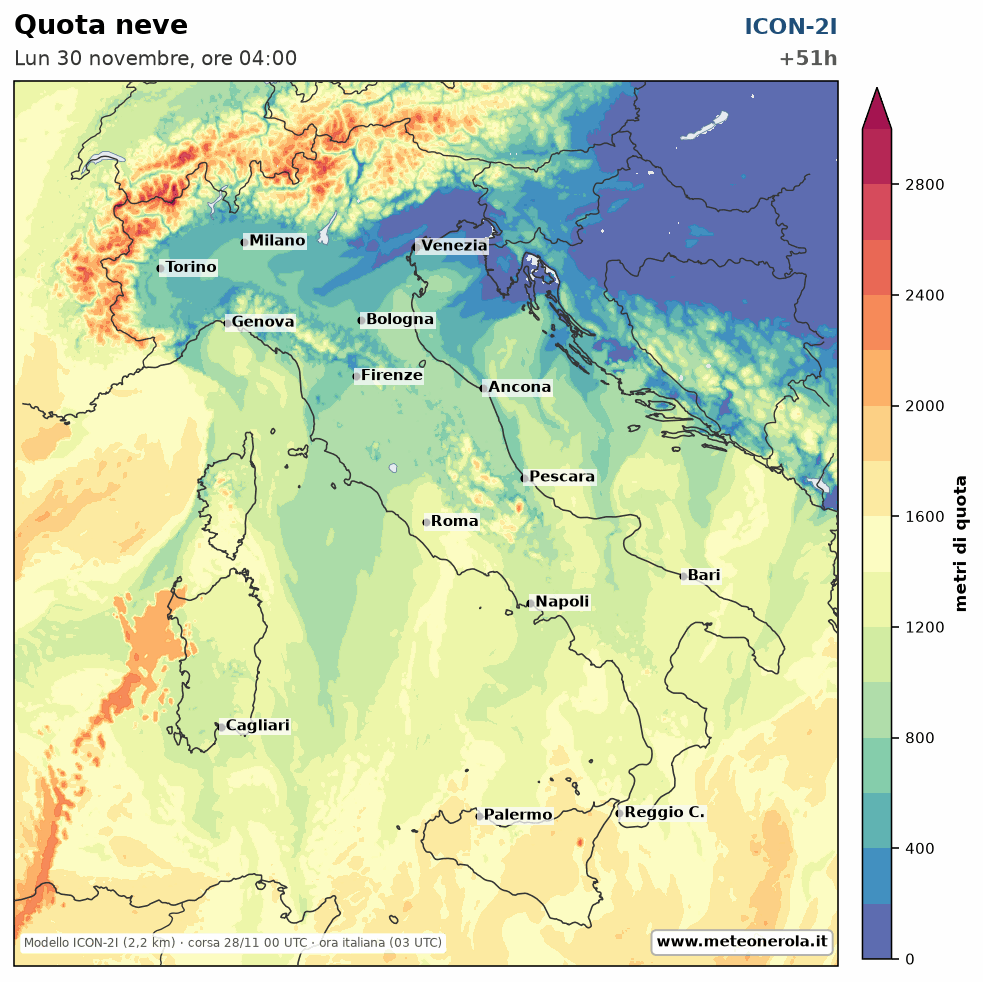 Quota neve
ICON-2I
Lun 30 novembre, ore 04:00
+51h
Milano
Venezia
Torino
Genova
Bologna
Firenze
Ancona
Pescara
Roma
Bari
Napoli
Cagliari
Palermo
Reggio C.
2800
2400
2000
1600
1200
800
400
0
metri di quota
Modello ICON-2I (2,2 km) · corsa 28/11 00 UTC · ora italiana (03 UTC)
www.meteonerola.it